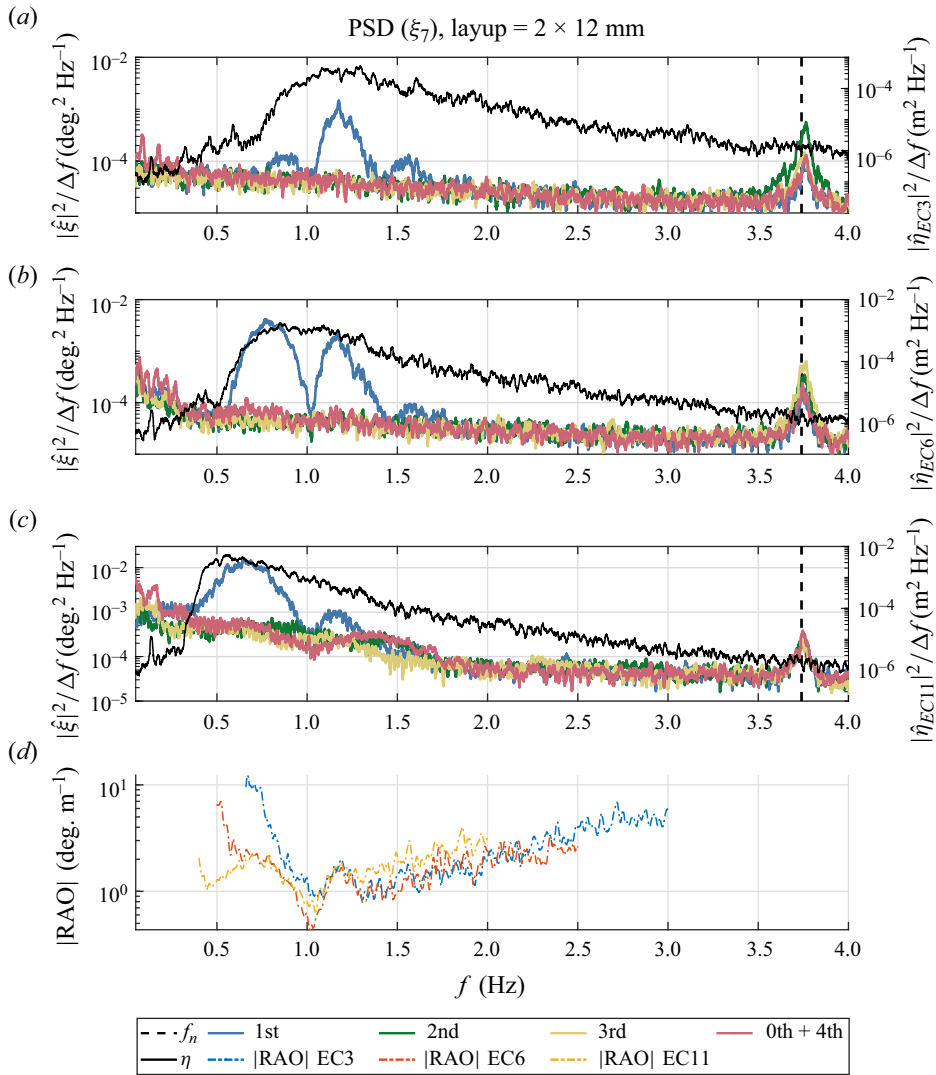 (a)
PSD (ξ7), layup = 2 × 12 mm
|ξ̂|²/Δf (deg.² Hz⁻¹)
10⁻²
10⁻⁴
10⁻⁴
10⁻⁶
|η̂EC3|²/Δf (m² Hz⁻¹)
0.5 1.0 1.5 2.0 2.5 3.0 3.5 4.0
(b)
|ξ̂|²/Δf (deg.² Hz⁻¹)
10⁻²
10⁻⁴
10⁻²
10⁻⁴
10⁻⁶
|η̂EC6|²/Δf (m² Hz⁻¹)
0.5 1.0 1.5 2.0 2.5 3.0 3.5 4.0
(c)
|ξ̂|²/Δf (deg.² Hz⁻¹)
10⁻²
10⁻³
10⁻⁴
10⁻⁵
10⁻²
10⁻⁴
10⁻⁶
|η̂EC11|²/Δf (m² Hz⁻¹)
0.5 1.0 1.5 2.0 2.5 3.0 3.5 4.0
(d)
|RAO| (deg. m⁻¹)
10¹
10⁰
0.5 1.0 1.5 2.0 2.5 3.0 3.5 4.0
f (Hz)
fn 1st 2nd 3rd 0th + 4th
η |RAO| EC3 |RAO| EC6 |RAO| EC11